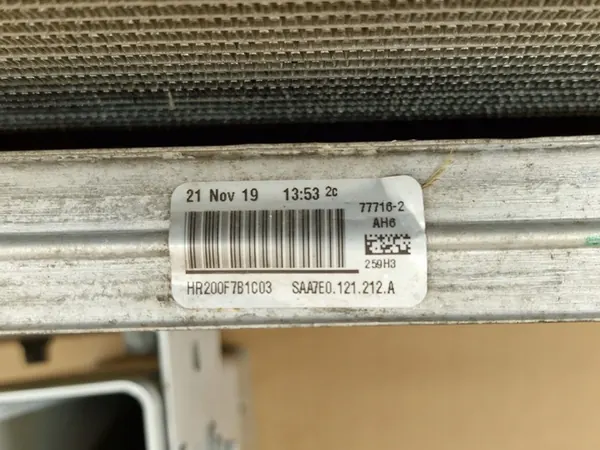 21 Nov 19 13:53 2c
77716-2
AH6
259H3
HR200F7B1C03 SAA7E0.121.212.A